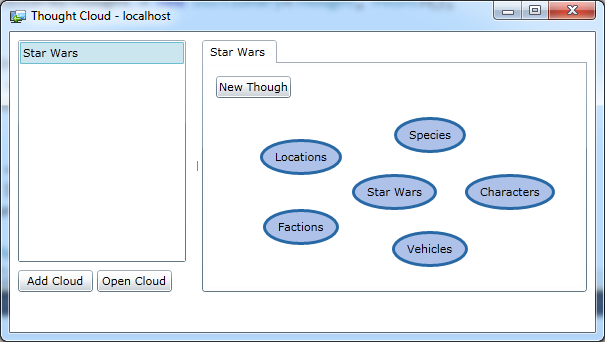 Thought Cloud - localhost
Star Wars
Star Wars
New Though
Species
Locations
Star Wars
Characters
Factions
Vehicles
Add Cloud
Open Cloud